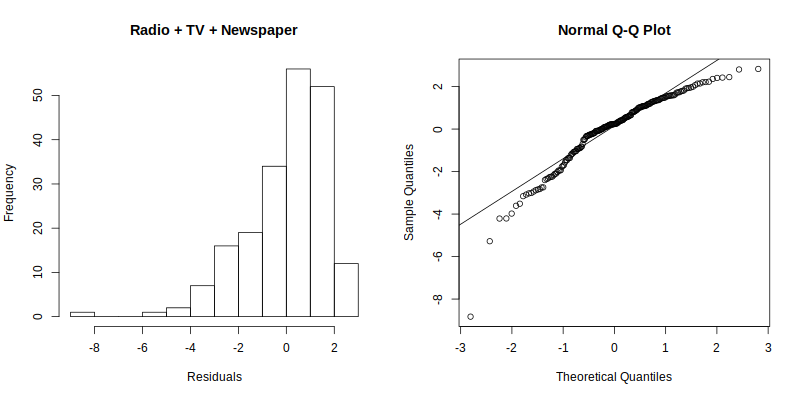 Radio + TV + Newspaper
Frequency
50
40
30
20
10
0
-8 -6 -4 -2 0 2
Residuals
Normal Q-Q Plot
Sample Quantiles
2
0
-2
-4
-6
-8
-3 -2 -1 0 1 2 3
Theoretical Quantiles